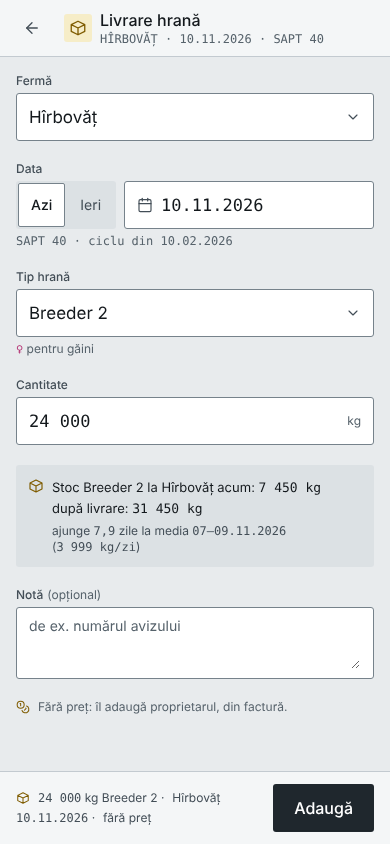 Livrare hrană
HÎRBOVĂȚ · 10.11.2026 · SAPT 40
Fermă
Hîrbovăț
Data
Azi Ieri 10.11.2026
SAPT 40 · ciclu din 10.02.2026
Tip hrană
Breeder 2
♀ pentru găini
Cantitate
24 000 kg
Stoc Breeder 2 la Hîrbovăț acum: 7 450 kg
după livrare: 31 450 kg
ajunge 7,9 zile la media 07–09.11.2026
(3 999 kg/zi)
Notă (opțional)
de ex. numărul avizului
Fără preț: îl adaugă proprietarul, din factură.
24 000 kg Breeder 2 · Hîrbovăț
10.11.2026 · fără preț
Adaugă